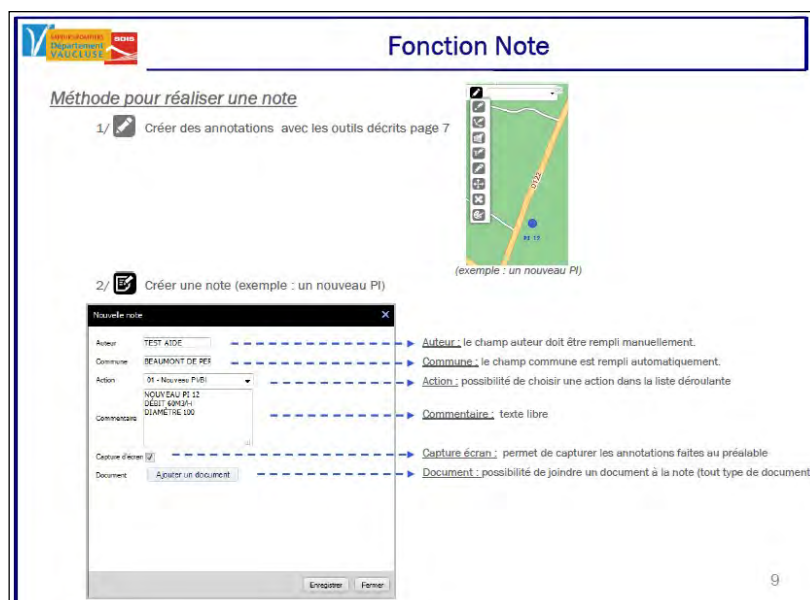 SAPEURS-POMPIERS
Département
VAUCLUSE
SDIS
Fonction Note
Méthode pour réaliser une note
1/ Créer des annotations avec les outils décrits page 7
D122
PI 12
(exemple : un nouveau PI)
2/ Créer une note (exemple : un nouveau PI)
Nouvelle note
Auteur TEST AIDE
Auteur : le champ auteur doit être rempli manuellement.
Commune BEAUMONT DE PER
Commune : le champ commune est rempli automatiquement.
Action 01 - Nouveau PI/BI
Action : possibilité de choisir une action dans la liste déroulante
NOUVEAU PI 12
DÉBIT 60M3/H
DIAMÈTRE 100
Commentaire
Commentaire : texte libre
Capture d'écran
Capture écran : permet de capturer les annotations faites au préalable
Document Ajouter un document
Document : possibilité de joindre un document à la note (tout type de document
Enregistrer Fermer
9